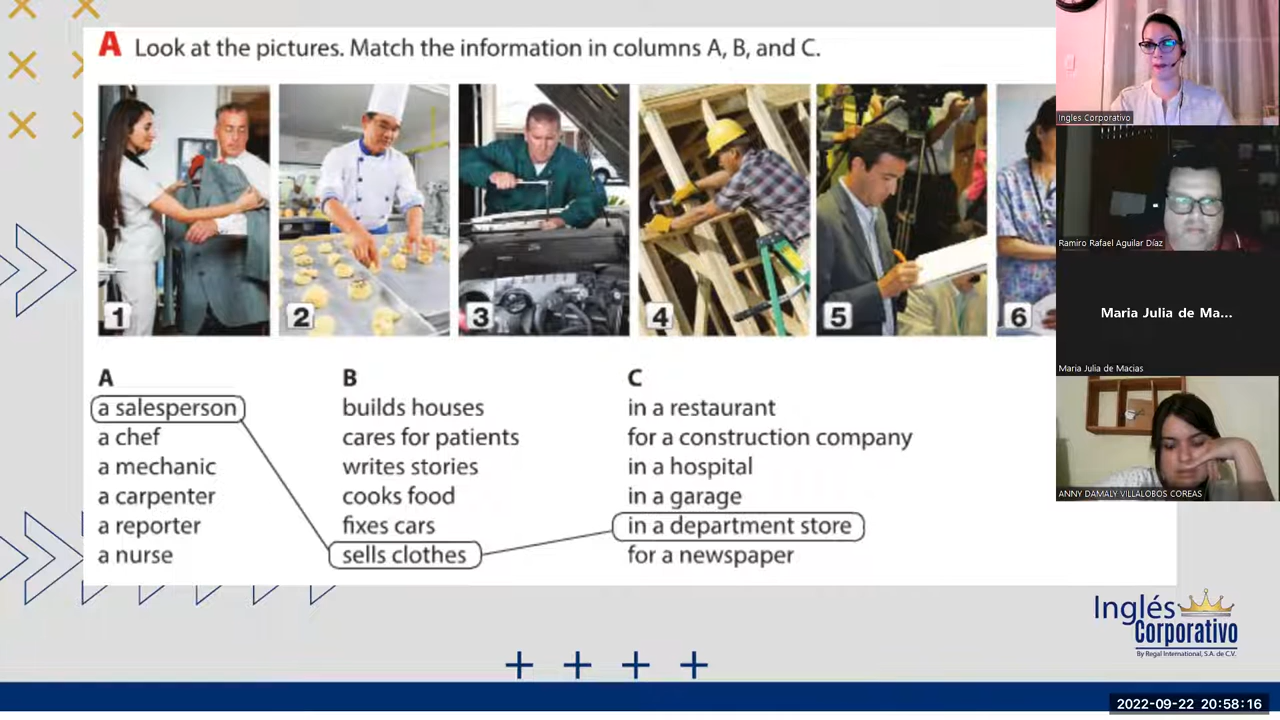 A Look at the pictures. Match the information in columns A, B, and C.
1
2
3
4
5
6
A
a salesperson
a chef
a mechanic
a carpenter
a reporter
a nurse
B
builds houses
cares for patients
writes stories
cooks food
fixes cars
sells clothes
C
in a restaurant
for a construction company
in a hospital
in a garage
in a department store
for a newspaper
Ingles Corporativo
Ramiro Rafael Aguilar Díaz
Maria Julia de Ma...
Maria Julia de Macias
ANNY DAMALY VILLALOBOS COREAS
Inglés
Corporativo
By Regal International, S.A. de C.V.
2022-09-22 20:58:16